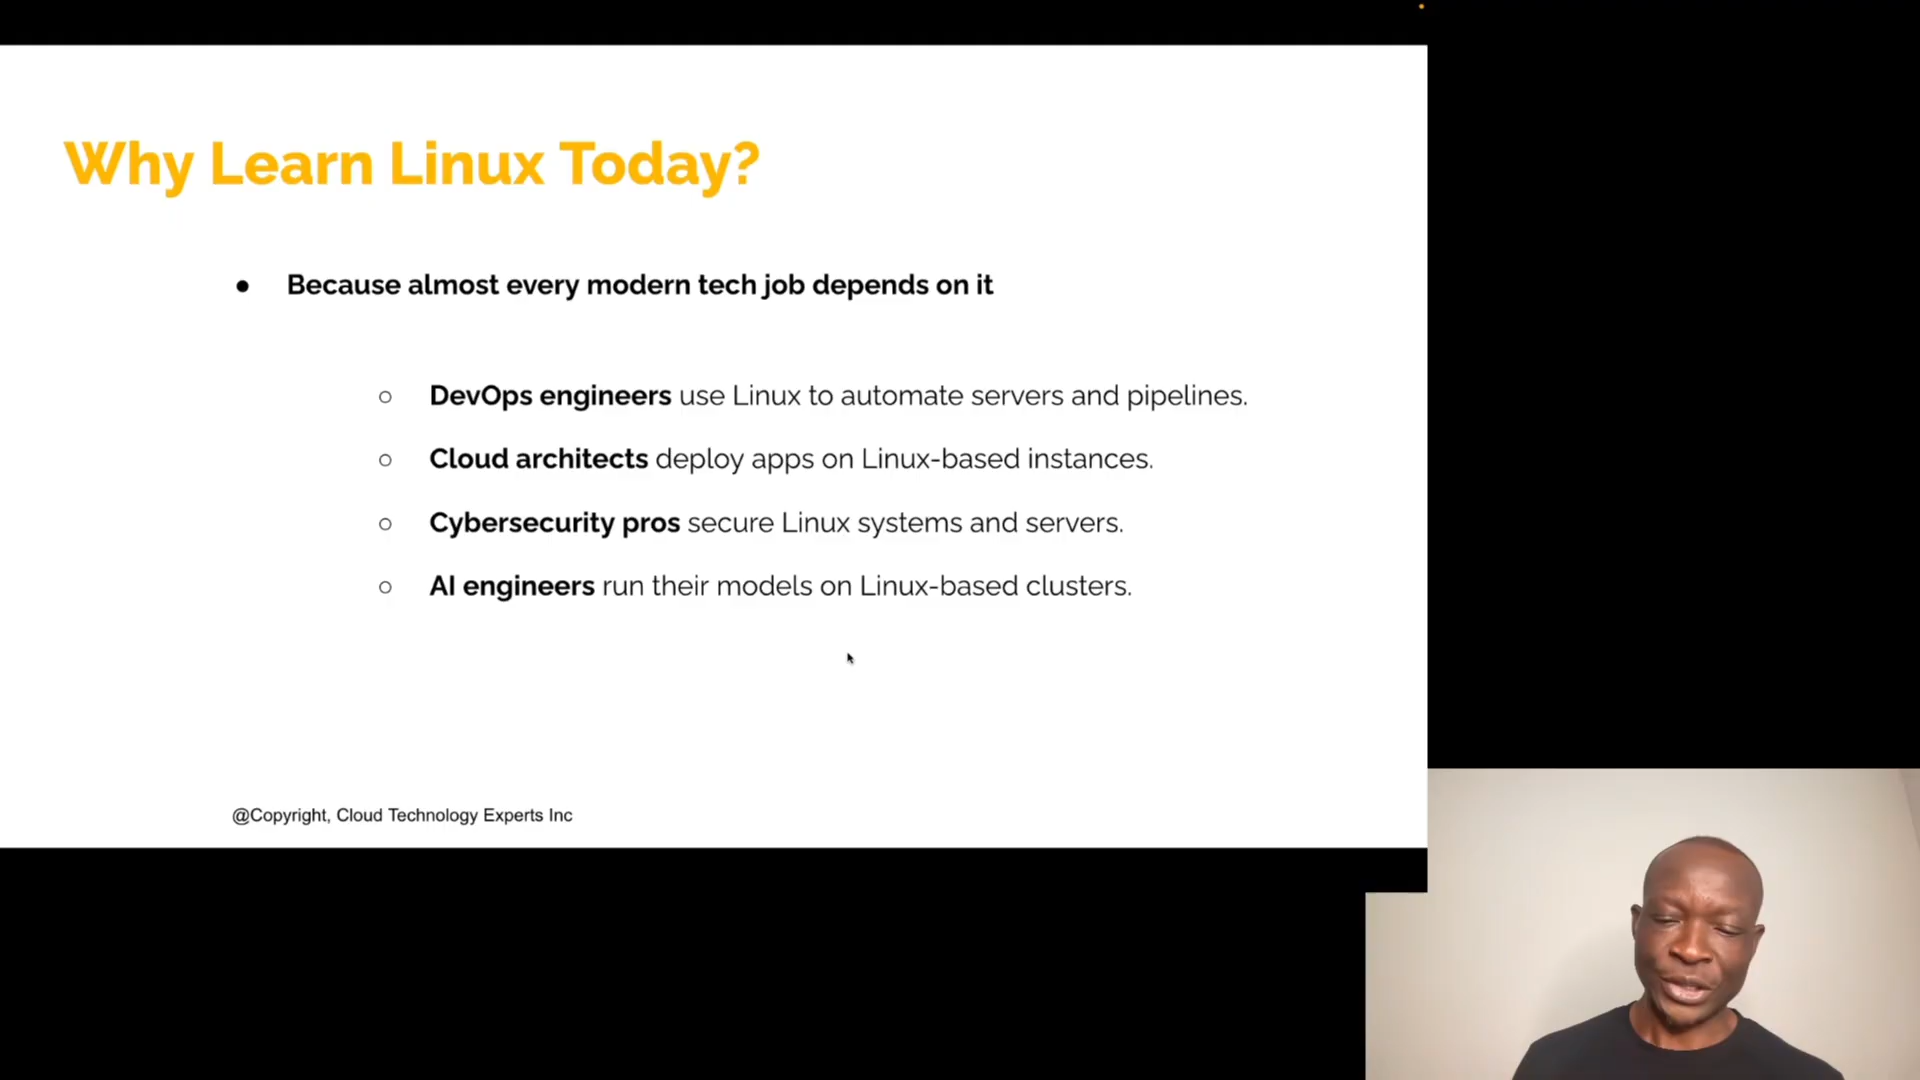 Why Learn Linux Today?
● Because almost every modern tech job depends on it
○ DevOps engineers use Linux to automate servers and pipelines.
○ Cloud architects deploy apps on Linux-based instances.
○ Cybersecurity pros secure Linux systems and servers.
○ AI engineers run their models on Linux-based clusters.
@Copyright, Cloud Technology Experts Inc